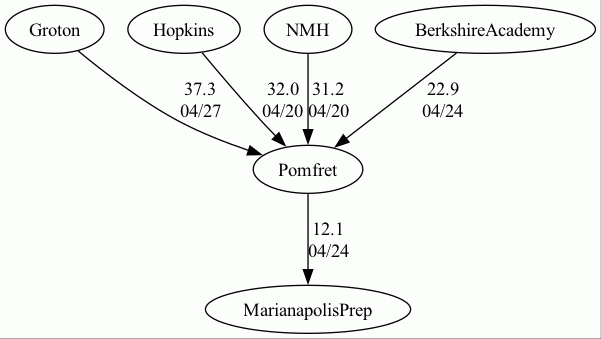 Groton
Hopkins
NMH
BerkshireAcademy
37.3
04/27
32.0
04/20
31.2
04/20
22.9
04/24
Pomfret
12.1
04/24
MarianapolisPrep